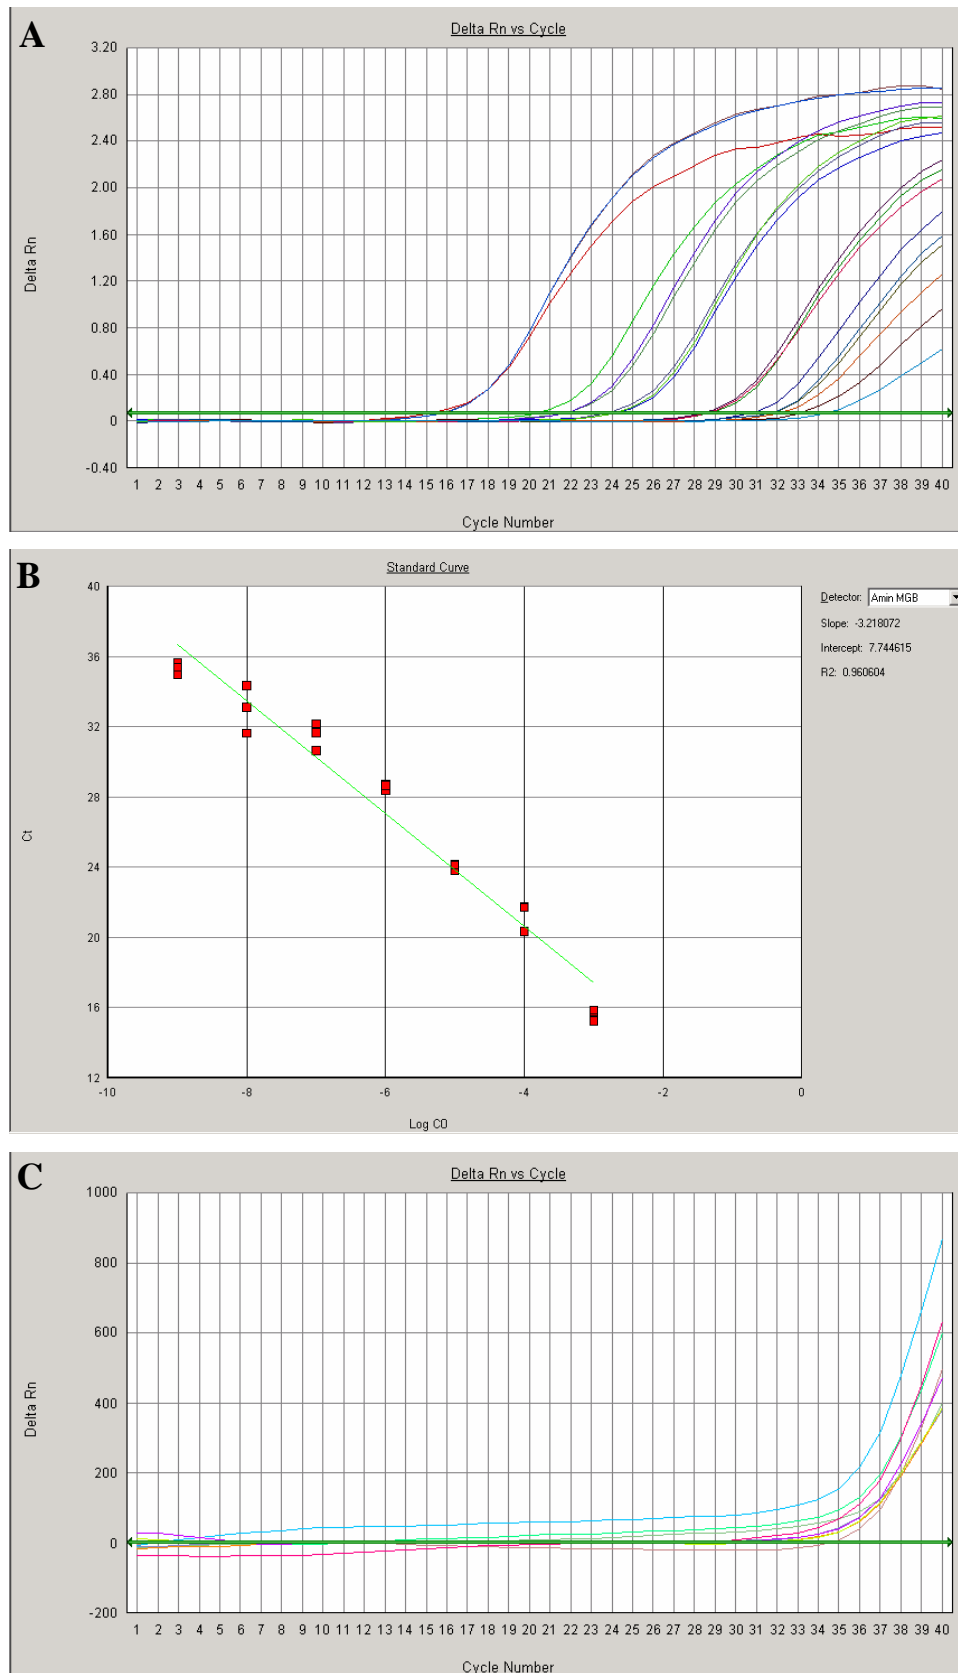 A
Delta Rn vs Cycle
3.20
2.80
2.40
2.00
1.60
1.20
0.80
0.40
0
-0.40
Delta Rn
1 2 3 4 5 6 7 8 9 10 11 12 13 14 15 16 17 18 19 20 21 22 23 24 25 26 27 28 29 30 31 32 33 34 35 36 37 38 39 40
Cycle Number
B
Standard Curve
40
36
32
28
24
20
16
12
Ct
-10 -8 -6 -4 -2 0
Log C0
Detector: Amin MGB
Slope: -3.218072
Intercept: 7.744615
R2: 0.960604
C
Delta Rn vs Cycle
1000
800
600
400
200
0
-200
Delta Rn
1 2 3 4 5 6 7 8 9 10 11 12 13 14 15 16 17 18 19 20 21 22 23 24 25 26 27 28 29 30 31 32 33 34 35 36 37 38 39 40
Cycle Number